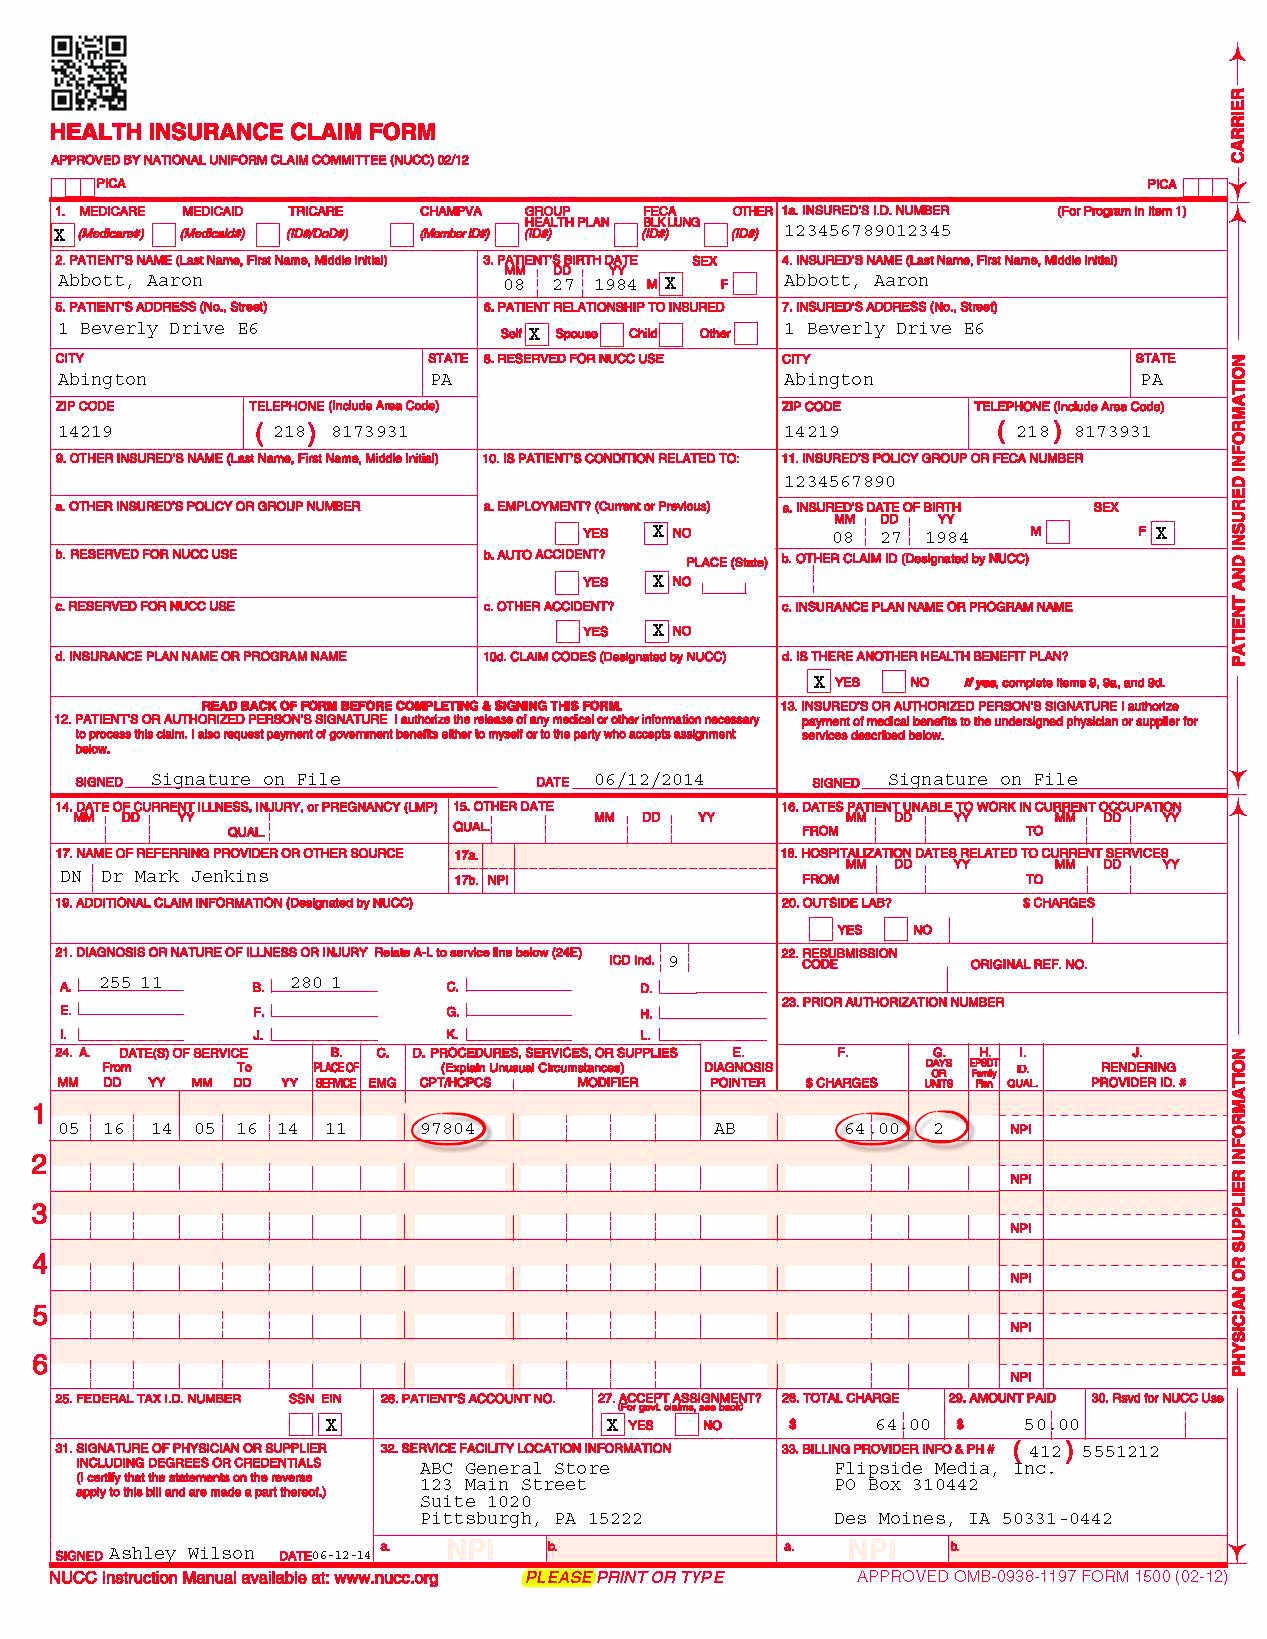 HEALTH INSURANCE CLAIM FORM
APPROVED BY NATIONAL UNIFORM CLAIM COMMITTEE (NUCC) 02/12
PICA PICA
CARRIER
1. MEDICARE MEDICAID TRICARE CHAMPVA GROUP HEALTH PLAN FECA BLK LUNG OTHER 1a. INSURED'S I.D. NUMBER (For Program in Item 1)
X (Medicare#) (Medicaid#) (ID#/DoD#) (Member ID#) (ID#) (ID#) (ID#) 123456789012345
2. PATIENT'S NAME (Last Name, First Name, Middle Initial) 3. PATIENT'S BIRTH DATE SEX 4. INSURED'S NAME (Last Name, First Name, Middle Initial)
MM DD YY
Abbott, Aaron 08 27 1984 M X F Abbott, Aaron
5. PATIENT'S ADDRESS (No., Street) 6. PATIENT RELATIONSHIP TO INSURED 7. INSURED'S ADDRESS (No., Street)
1 Beverly Drive E6 Self X Spouse Child Other 1 Beverly Drive E6
CITY STATE 8. RESERVED FOR NUCC USE CITY STATE
Abington PA Abington PA
ZIP CODE TELEPHONE (Include Area Code) ZIP CODE TELEPHONE (Include Area Code)
14219 (218) 8173931 14219 (218) 8173931
9. OTHER INSURED'S NAME (Last Name, First Name, Middle Initial) 10. IS PATIENT'S CONDITION RELATED TO: 11. INSURED'S POLICY GROUP OR FECA NUMBER
1234567890
a. OTHER INSURED'S POLICY OR GROUP NUMBER a. EMPLOYMENT? (Current or Previous) a. INSURED'S DATE OF BIRTH SEX
MM DD YY
YES X NO 08 27 1984 M F X
b. RESERVED FOR NUCC USE b. AUTO ACCIDENT? PLACE (State) b. OTHER CLAIM ID (Designated by NUCC)
YES X NO
c. RESERVED FOR NUCC USE c. OTHER ACCIDENT? c. INSURANCE PLAN NAME OR PROGRAM NAME
YES X NO
d. INSURANCE PLAN NAME OR PROGRAM NAME 10d. CLAIM CODES (Designated by NUCC) d. IS THERE ANOTHER HEALTH BENEFIT PLAN?
X YES NO If yes, complete items 9, 9a, and 9d.
PATIENT AND INSURED INFORMATION
READ BACK OF FORM BEFORE COMPLETING & SIGNING THIS FORM.
12. PATIENT'S OR AUTHORIZED PERSON'S SIGNATURE I authorize the release of any medical or other information necessary
to process this claim. I also request payment of government benefits either to myself or to the party who accepts assignment
below.
SIGNED Signature on File DATE 06/12/2014
13. INSURED'S OR AUTHORIZED PERSON'S SIGNATURE I authorize
payment of medical benefits to the undersigned physician or supplier for
services described below.
SIGNED Signature on File
14. DATE OF CURRENT ILLNESS, INJURY, or PREGNANCY (LMP) 15. OTHER DATE 16. DATES PATIENT UNABLE TO WORK IN CURRENT OCCUPATION
MM DD YY MM DD YY MM DD YY MM DD YY
QUAL. QUAL. FROM TO
17. NAME OF REFERRING PROVIDER OR OTHER SOURCE 17a. 18. HOSPITALIZATION DATES RELATED TO CURRENT SERVICES
MM DD YY MM DD YY
DN Dr Mark Jenkins 17b. NPI FROM TO
19. ADDITIONAL CLAIM INFORMATION (Designated by NUCC) 20. OUTSIDE LAB? $ CHARGES
YES NO
21. DIAGNOSIS OR NATURE OF ILLNESS OR INJURY Relate A-L to service line below (24E) ICD Ind. 9 22. RESUBMISSION CODE ORIGINAL REF. NO.
A. 255 11 B. 280 1 C. D.
23. PRIOR AUTHORIZATION NUMBER
E. F. G. H.
I. J. K. L.
24. A. DATE(S) OF SERVICE B. C. D. PROCEDURES, SERVICES, OR SUPPLIES E. F. G. H. I. J.
From To PLACE OF (Explain Unusual Circumstances) DIAGNOSIS DAYS OR EPSDT Family ID. RENDERING
MM DD YY MM DD YY SERVICE EMG CPT/HCPCS MODIFIER POINTER $ CHARGES UNITS Plan QUAL. PROVIDER ID. #
1 05 16 14 05 16 14 11 97804 AB 64.00 2 NPI
2 NPI
3 NPI
4 NPI
5 NPI
6 NPI
PHYSICIAN OR SUPPLIER INFORMATION
25. FEDERAL TAX I.D. NUMBER SSN EIN 26. PATIENT'S ACCOUNT NO. 27. ACCEPT ASSIGNMENT? 28. TOTAL CHARGE 29. AMOUNT PAID 30. Rsvd for NUCC Use
(For govt. claims, see back)
X X YES NO $ 64.00 $ 50.00
31. SIGNATURE OF PHYSICIAN OR SUPPLIER
INCLUDING DEGREES OR CREDENTIALS
(I certify that the statements on the reverse
apply to this bill and are made a part thereof.)
SIGNED Ashley Wilson DATE 06-12-14
32. SERVICE FACILITY LOCATION INFORMATION
ABC General Store
123 Main Street
Suite 1020
Pittsburgh, PA 15222
a. NPI b.
33. BILLING PROVIDER INFO & PH # (412) 5551212
Flipside Media, Inc.
PO Box 310442
Des Moines, IA 50331-0442
a. NPI b.
NUCC Instruction Manual available at: www.nucc.org PLEASE PRINT OR TYPE APPROVED OMB-0938-1197 FORM 1500 (02-12)